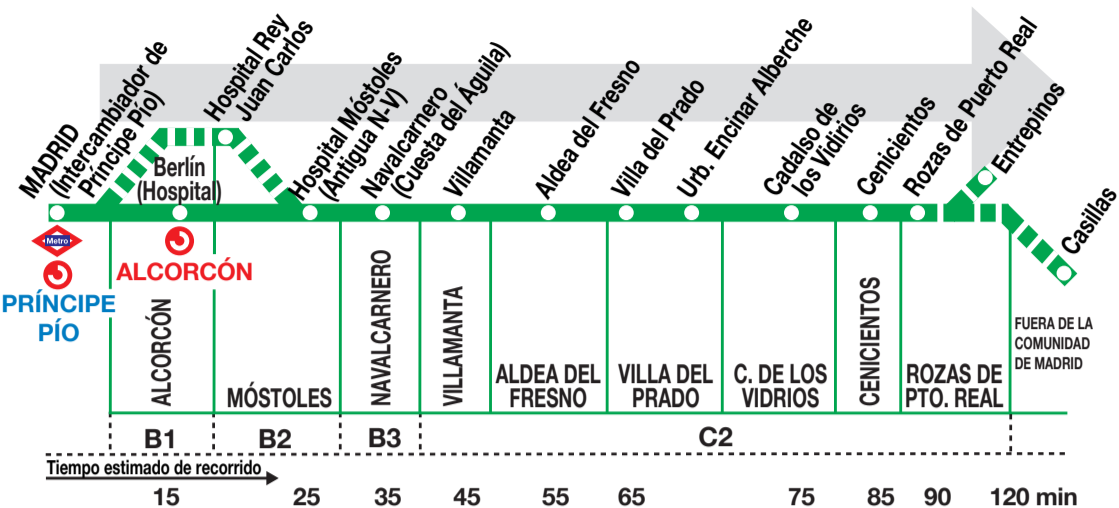 MADRID
(Intercambiador de
Príncipe Pío)
Berlín
(Hospital)
Hospital Rey
Juan Carlos
Hospital Móstoles
(Antigua N-V)
Navalcarnero
(Cuesta del Águila)
Villamanta
Aldea del Fresno
Villa del Prado
Urb. Encinar Alberche
Cadalso de
los Vidirios
Cenicientos
Rozas de Puerto Real
Entrepinos
Casillas
Metro
PRÍNCIPE
PÍO
ALCORCÓN
ALCORCÓN
MÓSTOLES
NAVALCARNERO
VILLAMANTA
ALDEA DEL
FRESNO
VILLA DEL
PRADO
C. DE LOS
VIDRIOS
CENICIENTOS
ROZAS DE
PTO. REAL
FUERA DE LA
COMUNIDAD
DE MADRID
B1 B2 B3 C2
Tiempo estimado de recorrido
15 25 35 45 55 65 75 85 90 120 min